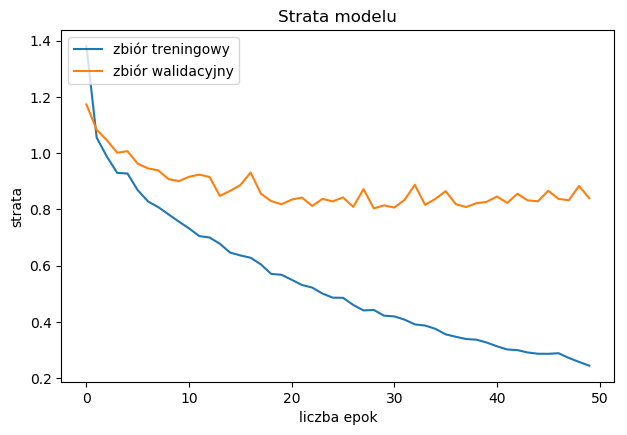 Strata modelu
zbiór treningowy
zbiór walidacyjny
strata
1.4
1.2
1.0
0.8
0.6
0.4
0.2
0 10 20 30 40 50
liczba epok